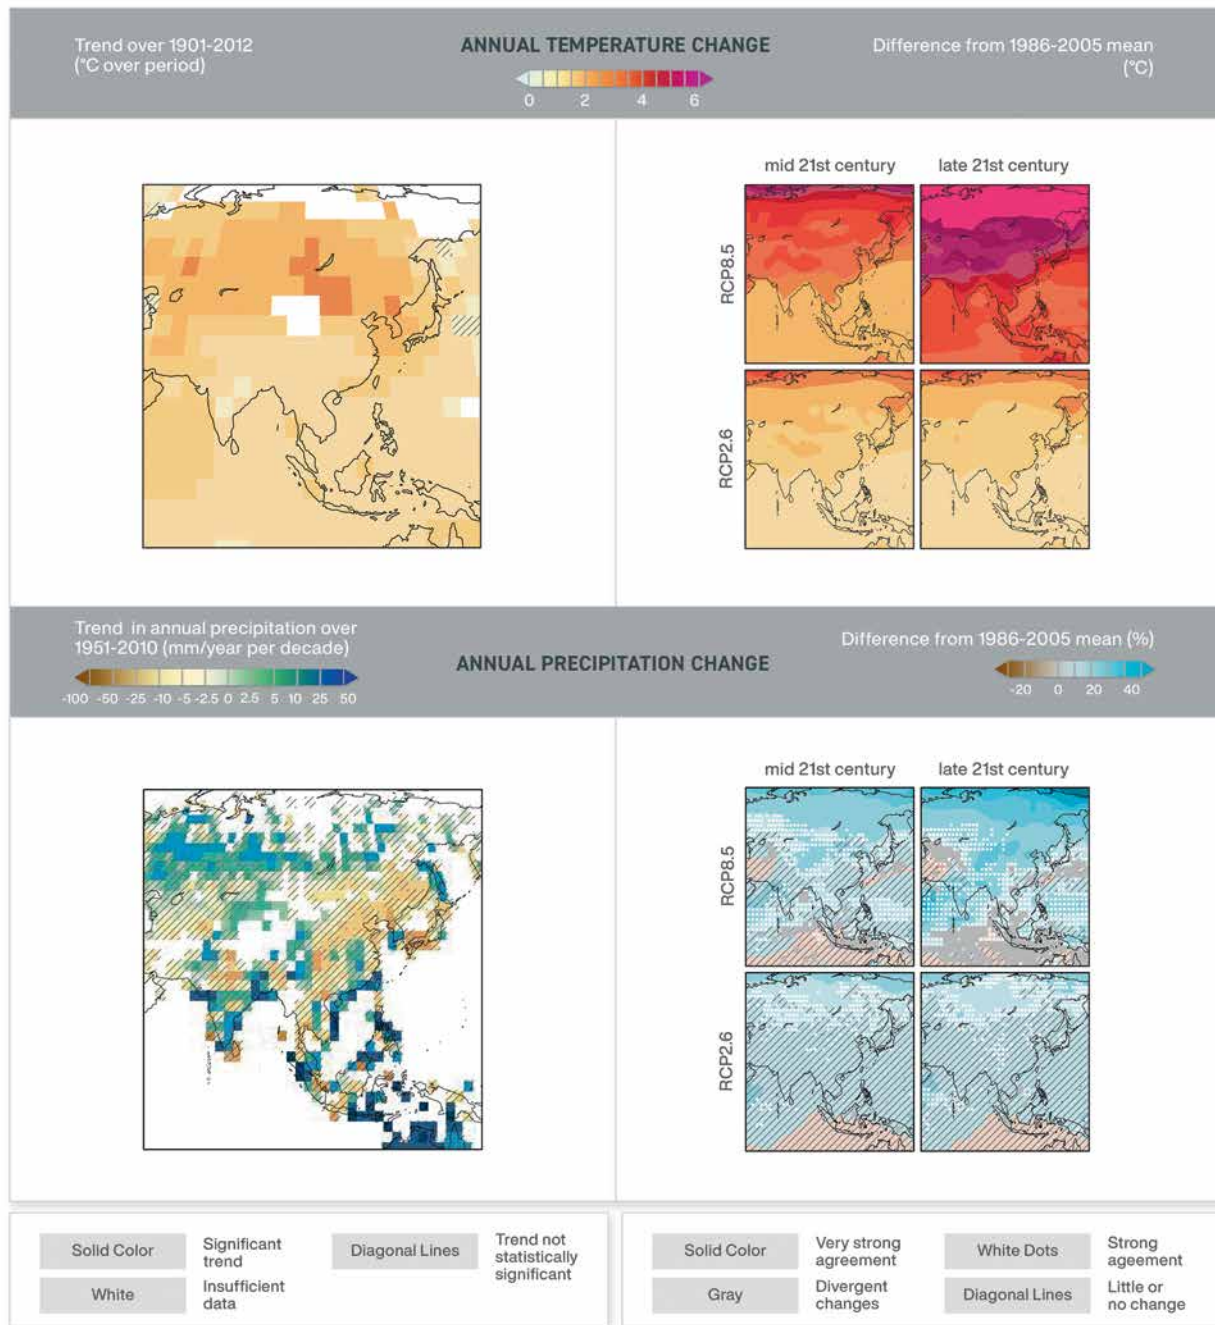 Trend over 1901-2012
(°C over period)
ANNUAL TEMPERATURE CHANGE
0 2 4 6
Difference from 1986-2005 mean
(°C)
mid 21st century late 21st century
RCP8.5
RCP2.6
Trend in annual precipitation over
1951-2010 (mm/year per decade)
-100 -50 -25 -10 -5 -2.5 0 2.5 5 10 25 50
ANNUAL PRECIPITATION CHANGE
Difference from 1986-2005 mean (%)
-20 0 20 40
mid 21st century late 21st century
RCP8.5
RCP2.6
Solid Color
Significant
trend
Diagonal Lines
Trend not
statistically
significant
White
Insufficient
data
Solid Color
Very strong
agreement
White Dots
Strong
ageement
Gray
Divergent
changes
Diagonal Lines
Little or
no change